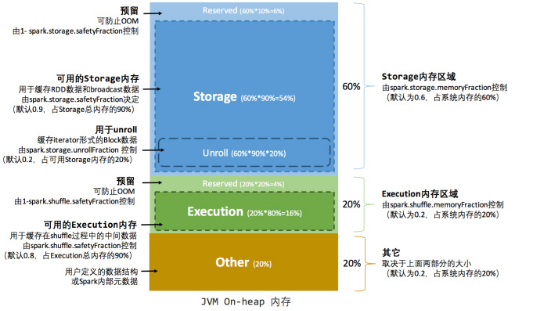 预留
可防止OOM
由1- spark.storage.safetyFraction控制
可用的Storage内存
用于缓存RDD数据和broadcast数据
由spark.storage.safetyFraction决定
(默认0.9，占Storage总内存的90%)
用于unroll
缓存iterator形式的Block数据
由spark.storage.unrollFraction 控制
(默认0.2，占可用Storage内存的20%)
预留
可防止OOM
由1-spark.shuffle.safetyFraction控制
可用的Execution内存
用于缓存在shuffle过程中的中间数据
由spark.shuffle.safetyFraction控制
(默认0.8，占Execution总内存的90%)
用户定义的数据结构
或Spark内部元数据
Reserved (60%*10%=6%)
Storage (60%*90%=54%)
Unroll (60%*90%*20%)
Reserved (20%*20%=4%)
Execution (20%*80%=16%)
Other (20%)
JVM On-heap 内存
60%
20%
20%
Storage内存区域
由spark.storage.memoryFraction控制
(默认为0.6，占系统内存的60%)
Execution内存区域
由spark.shuffle.memoryFraction控制
(默认为0.2，占系统内存的20%)
其它
取决于上面两部分的大小
(默认为0.2，占系统内存的20%)